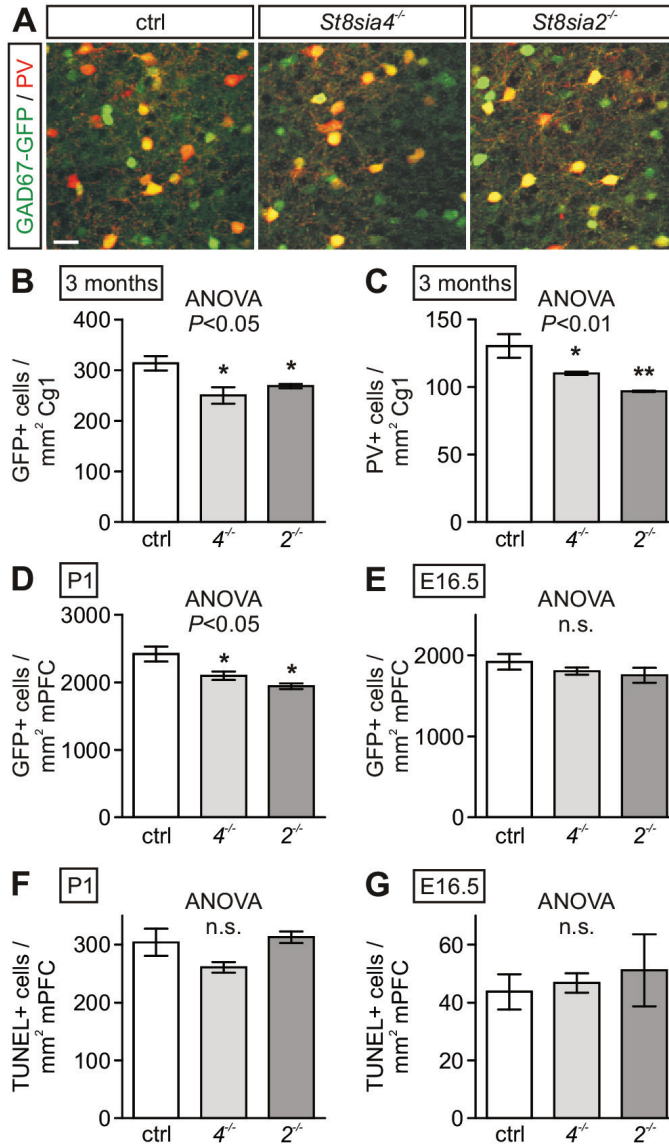 A
ctrl
St8sia4-/-
St8sia2-/-
GAD67-GFP / PV
B
3 months
ANOVA
P<0.05
GFP+ cells /
mm² Cg1
400
300
200
100
0
*
*
ctrl
4-/-
2-/-
C
3 months
ANOVA
P<0.01
PV+ cells /
mm² Cg1
150
100
50
0
*
**
ctrl
4-/-
2-/-
D
P1
ANOVA
P<0.05
GFP+ cells /
mm² mPFC
3000
2000
1000
0
*
*
ctrl
4-/-
2-/-
E
E16.5
ANOVA
n.s.
GFP+ cells /
mm² mPFC
2000
1000
0
ctrl
4-/-
2-/-
F
P1
ANOVA
n.s.
TUNEL+ cells /
mm² mPFC
300
200
100
0
ctrl
4-/-
2-/-
G
E16.5
ANOVA
n.s.
TUNEL+ cells /
mm² mPFC
60
40
20
0
ctrl
4-/-
2-/-